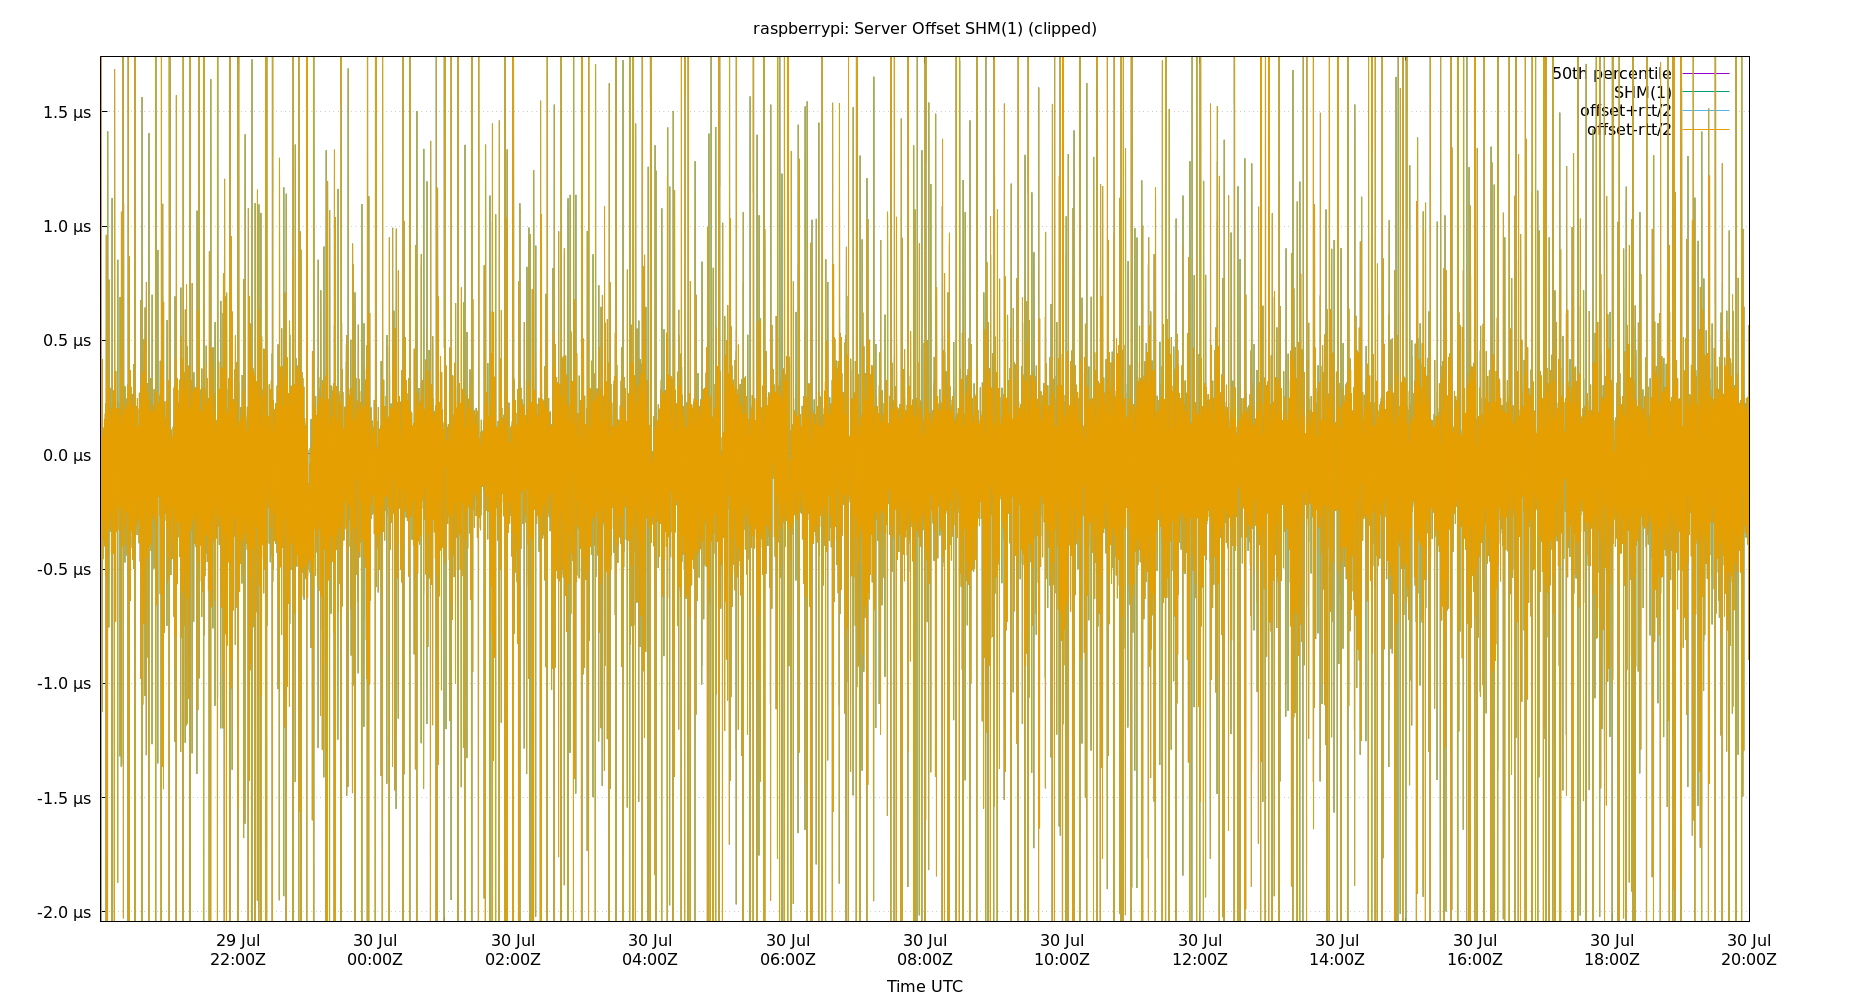 raspberrypi: Server Offset SHM(1) (clipped)
50th percentile
SHM(1)
offset+rtt/2
offset-rtt/2
1.5 µs
1.0 µs
0.5 µs
0.0 µs
-0.5 µs
-1.0 µs
-1.5 µs
-2.0 µs
29 Jul 30 Jul 30 Jul 30 Jul 30 Jul 30 Jul 30 Jul 30 Jul 30 Jul 30 Jul 30 Jul 30 Jul
22:00Z 00:00Z 02:00Z 04:00Z 06:00Z 08:00Z 10:00Z 12:00Z 14:00Z 16:00Z 18:00Z 20:00Z
Time UTC